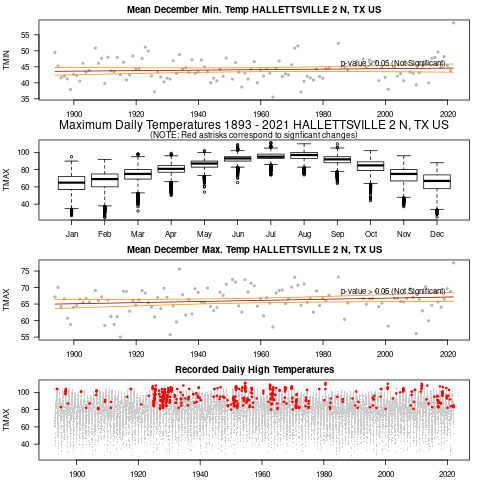 Mean December Min. Temp HALLETTSVILLE 2 N, TX US
TMIN
55
50
45
40
35
p-value > 0.05 (Not Significant)
1900 1920 1940 1960 1980 2000 2020
Maximum Daily Temperatures 1893 - 2021 HALLETTSVILLE 2 N, TX US
(NOTE: Red astrisks correspond to signficant changes)
TMAX
100
80
60
40
Jan Feb Mar Apr May Jun Jul Aug Sep Oct Nov Dec
Mean December Max. Temp HALLETTSVILLE 2 N, TX US
TMAX
75
70
65
60
55
p-value > 0.05 (Not Significant)
1900 1920 1940 1960 1980 2000 2020
Recorded Daily High Temperatures
TMAX
100
80
60
40
1900 1920 1940 1960 1980 2000 2020